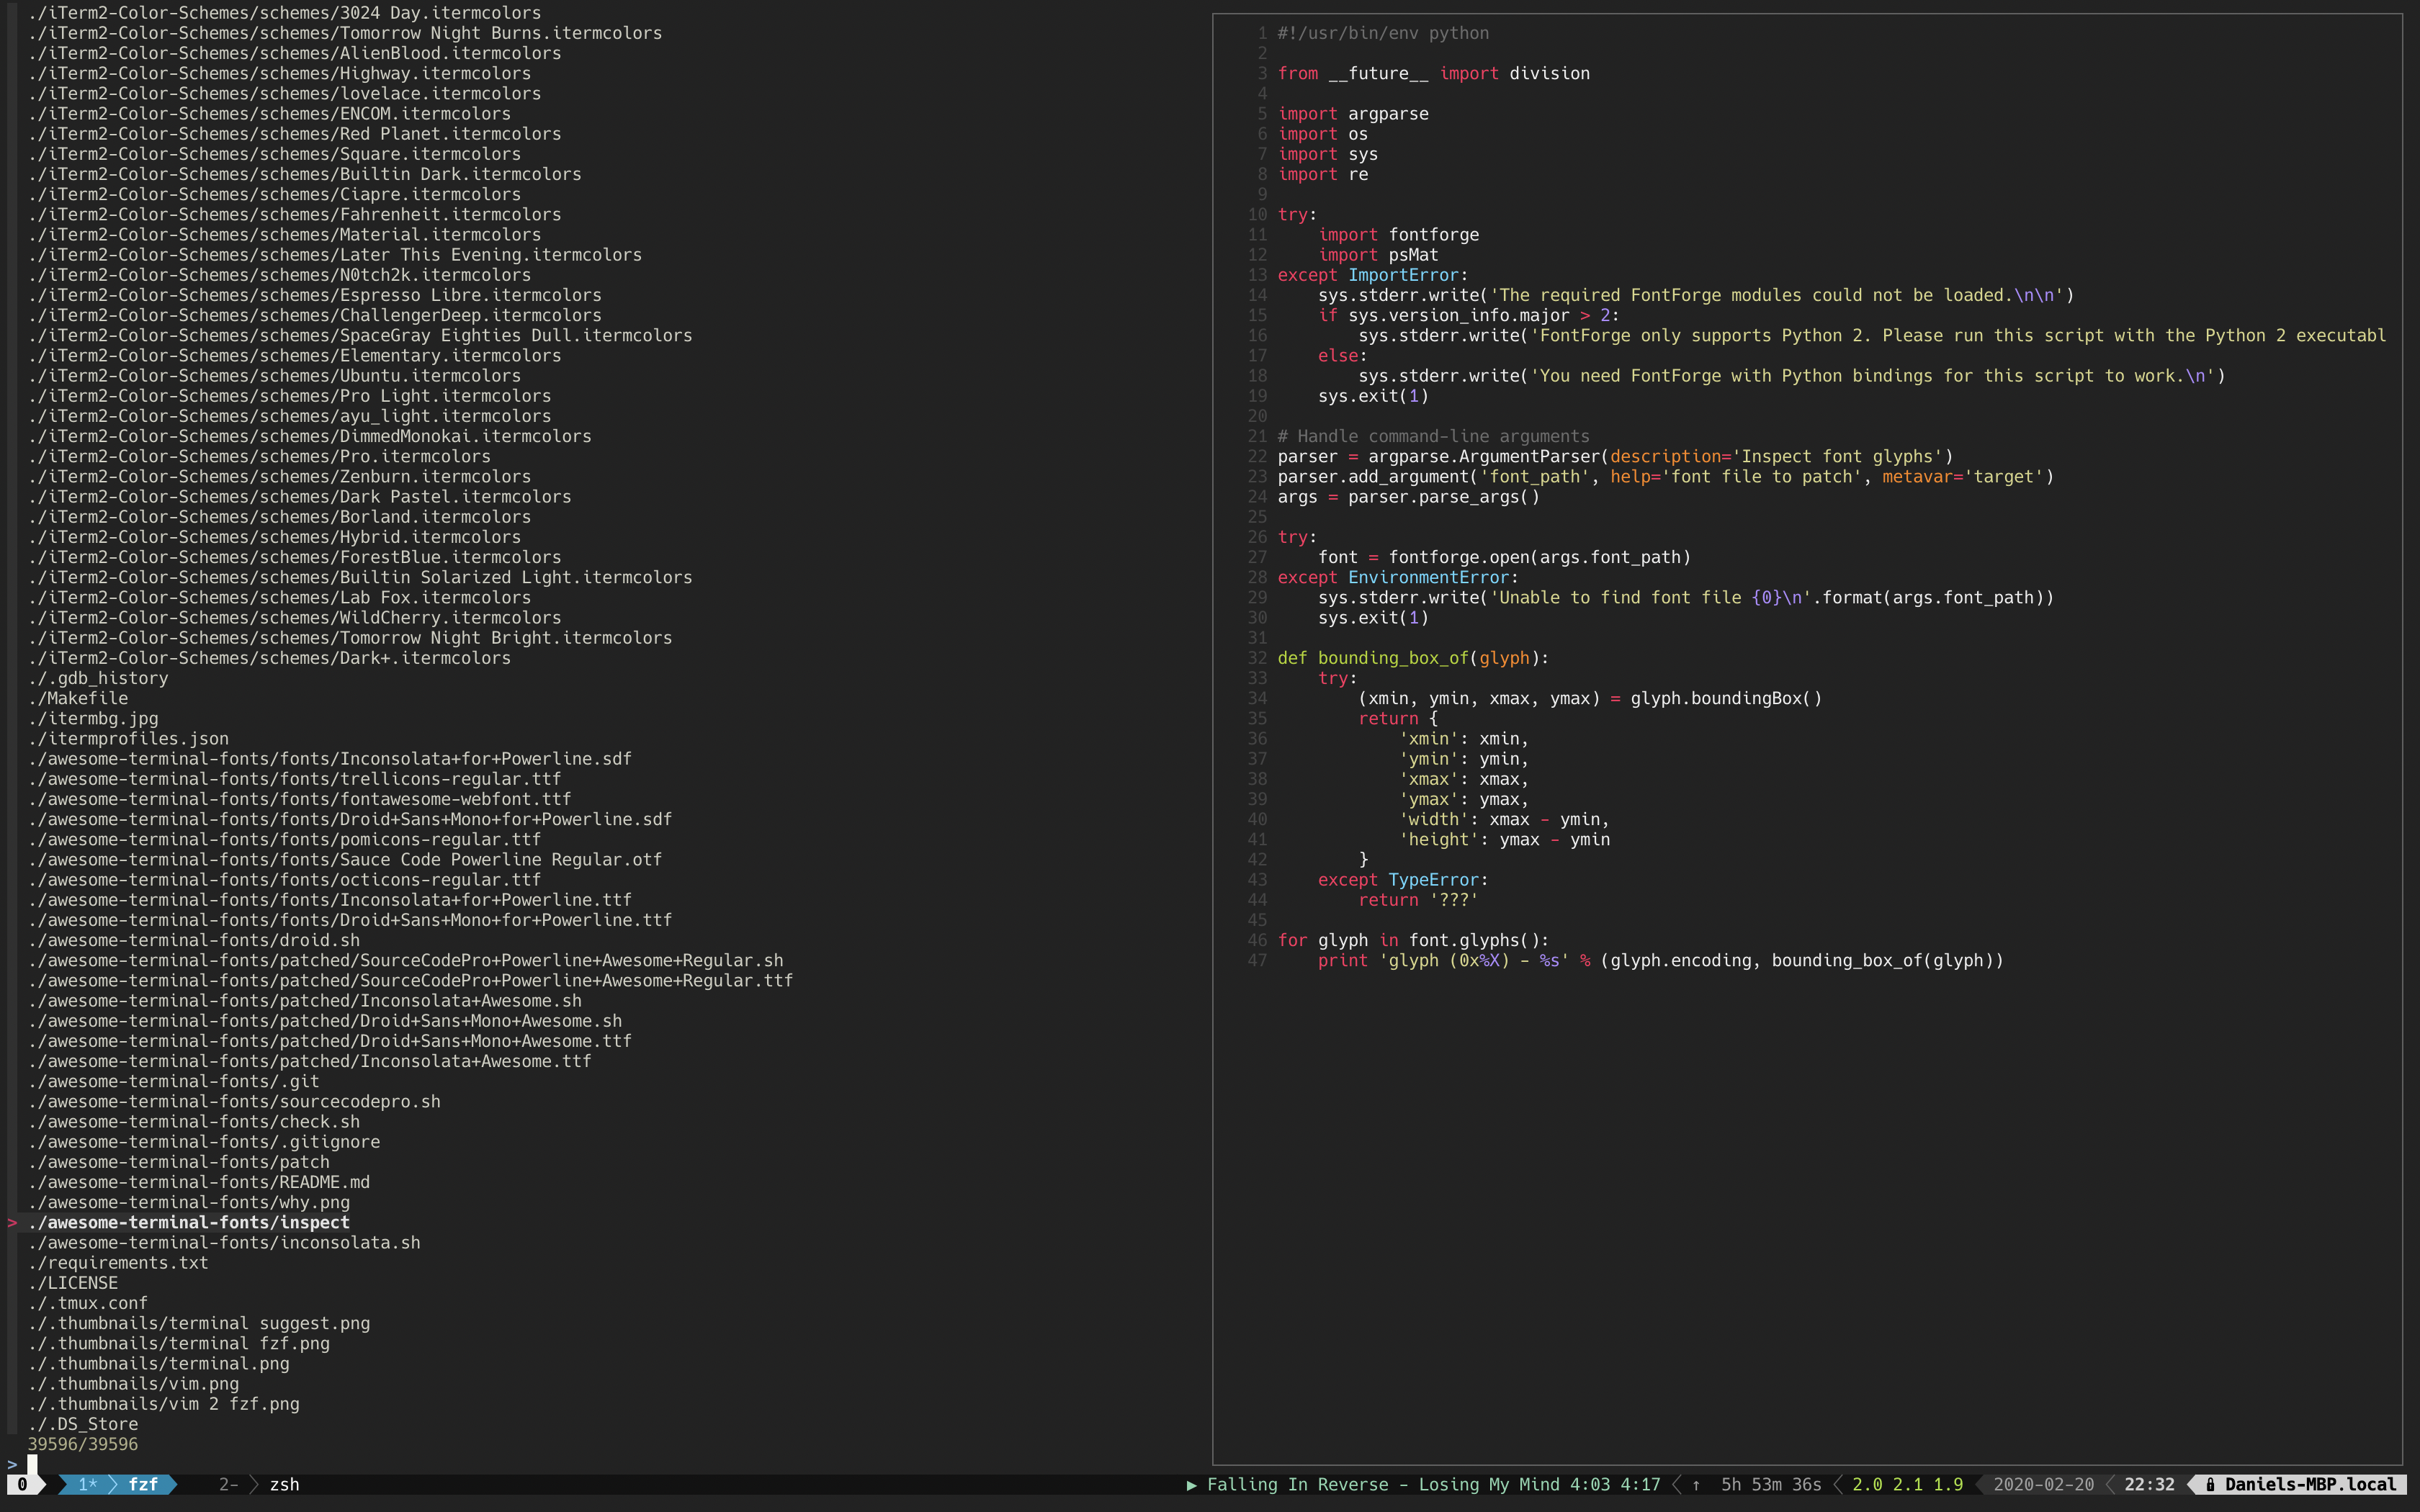 ./iTerm2-Color-Schemes/schemes/3024 Day.itermcolors
./iTerm2-Color-Schemes/schemes/Tomorrow Night Burns.itermcolors
./iTerm2-Color-Schemes/schemes/AlienBlood.itermcolors
./iTerm2-Color-Schemes/schemes/Highway.itermcolors
./iTerm2-Color-Schemes/schemes/lovelace.itermcolors
./iTerm2-Color-Schemes/schemes/ENCOM.itermcolors
./iTerm2-Color-Schemes/schemes/Red Planet.itermcolors
./iTerm2-Color-Schemes/schemes/Square.itermcolors
./iTerm2-Color-Schemes/schemes/Builtin Dark.itermcolors
./iTerm2-Color-Schemes/schemes/Ciapre.itermcolors
./iTerm2-Color-Schemes/schemes/Fahrenheit.itermcolors
./iTerm2-Color-Schemes/schemes/Material.itermcolors
./iTerm2-Color-Schemes/schemes/Later This Evening.itermcolors
./iTerm2-Color-Schemes/schemes/N0tch2k.itermcolors
./iTerm2-Color-Schemes/schemes/Espresso Libre.itermcolors
./iTerm2-Color-Schemes/schemes/ChallengerDeep.itermcolors
./iTerm2-Color-Schemes/schemes/SpaceGray Eighties Dull.itermcolors
./iTerm2-Color-Schemes/schemes/Elementary.itermcolors
./iTerm2-Color-Schemes/schemes/Ubuntu.itermcolors
./iTerm2-Color-Schemes/schemes/Pro Light.itermcolors
./iTerm2-Color-Schemes/schemes/ayu_light.itermcolors
./iTerm2-Color-Schemes/schemes/DimmedMonokai.itermcolors
./iTerm2-Color-Schemes/schemes/Pro.itermcolors
./iTerm2-Color-Schemes/schemes/Zenburn.itermcolors
./iTerm2-Color-Schemes/schemes/Dark Pastel.itermcolors
./iTerm2-Color-Schemes/schemes/Borland.itermcolors
./iTerm2-Color-Schemes/schemes/Hybrid.itermcolors
./iTerm2-Color-Schemes/schemes/ForestBlue.itermcolors
./iTerm2-Color-Schemes/schemes/Builtin Solarized Light.itermcolors
./iTerm2-Color-Schemes/schemes/Lab Fox.itermcolors
./iTerm2-Color-Schemes/schemes/WildCherry.itermcolors
./iTerm2-Color-Schemes/schemes/Tomorrow Night Bright.itermcolors
./iTerm2-Color-Schemes/schemes/Dark+.itermcolors
./.gdb_history
./Makefile
./itermbg.jpg
./itermprofiles.json
./awesome-terminal-fonts/fonts/Inconsolata+for+Powerline.sdf
./awesome-terminal-fonts/fonts/trellicons-regular.ttf
./awesome-terminal-fonts/fonts/fontawesome-webfont.ttf
./awesome-terminal-fonts/fonts/Droid+Sans+Mono+for+Powerline.sdf
./awesome-terminal-fonts/fonts/pomicons-regular.ttf
./awesome-terminal-fonts/fonts/Sauce Code Powerline Regular.otf
./awesome-terminal-fonts/fonts/octicons-regular.ttf
./awesome-terminal-fonts/fonts/Inconsolata+for+Powerline.ttf
./awesome-terminal-fonts/fonts/Droid+Sans+Mono+for+Powerline.ttf
./awesome-terminal-fonts/droid.sh
./awesome-terminal-fonts/patched/SourceCodePro+Powerline+Awesome+Regular.sh
./awesome-terminal-fonts/patched/SourceCodePro+Powerline+Awesome+Regular.ttf
./awesome-terminal-fonts/patched/Inconsolata+Awesome.sh
./awesome-terminal-fonts/patched/Droid+Sans+Mono+Awesome.sh
./awesome-terminal-fonts/patched/Droid+Sans+Mono+Awesome.ttf
./awesome-terminal-fonts/patched/Inconsolata+Awesome.ttf
./awesome-terminal-fonts/.git
./awesome-terminal-fonts/sourcecodepro.sh
./awesome-terminal-fonts/check.sh
./awesome-terminal-fonts/.gitignore
./awesome-terminal-fonts/patch
./awesome-terminal-fonts/README.md
./awesome-terminal-fonts/why.png
> ./awesome-terminal-fonts/inspect
./awesome-terminal-fonts/inconsolata.sh
./requirements.txt
./LICENSE
./.tmux.conf
./.thumbnails/terminal suggest.png
./.thumbnails/terminal fzf.png
./.thumbnails/terminal.png
./.thumbnails/vim.png
./.thumbnails/vim 2 fzf.png
./.DS_Store
39596/39596
>
1 #!/usr/bin/env python
2
3 from __future__ import division
4
5 import argparse
6 import os
7 import sys
8 import re
9
10 try:
11     import fontforge
12     import psMat
13 except ImportError:
14     sys.stderr.write('The required FontForge modules could not be loaded.\n\n')
15     if sys.version_info.major > 2:
16         sys.stderr.write('FontForge only supports Python 2. Please run this script with the Python 2 executabl
17     else:
18         sys.stderr.write('You need FontForge with Python bindings for this script to work.\n')
19     sys.exit(1)
20
21 # Handle command-line arguments
22 parser = argparse.ArgumentParser(description='Inspect font glyphs')
23 parser.add_argument('font_path', help='font file to patch', metavar='target')
24 args = parser.parse_args()
25
26 try:
27     font = fontforge.open(args.font_path)
28 except EnvironmentError:
29     sys.stderr.write('Unable to find font file {0}\n'.format(args.font_path))
30     sys.exit(1)
31
32 def bounding_box_of(glyph):
33     try:
34         (xmin, ymin, xmax, ymax) = glyph.boundingBox()
35         return {
36             'xmin': xmin,
37             'ymin': ymin,
38             'xmax': xmax,
39             'ymax': ymax,
40             'width': xmax - ymin,
41             'height': ymax - ymin
42         }
43     except TypeError:
44         return '???'
45
46 for glyph in font.glyphs():
47     print 'glyph (0x%X) - %s' % (glyph.encoding, bounding_box_of(glyph))
0 1* fzf 2- zsh ▶ Falling In Reverse - Losing My Mind 4:03 4:17 ↑ 5h 53m 36s 2.0 2.1 1.9 2020-02-20 22:32 Daniels-MBP.local